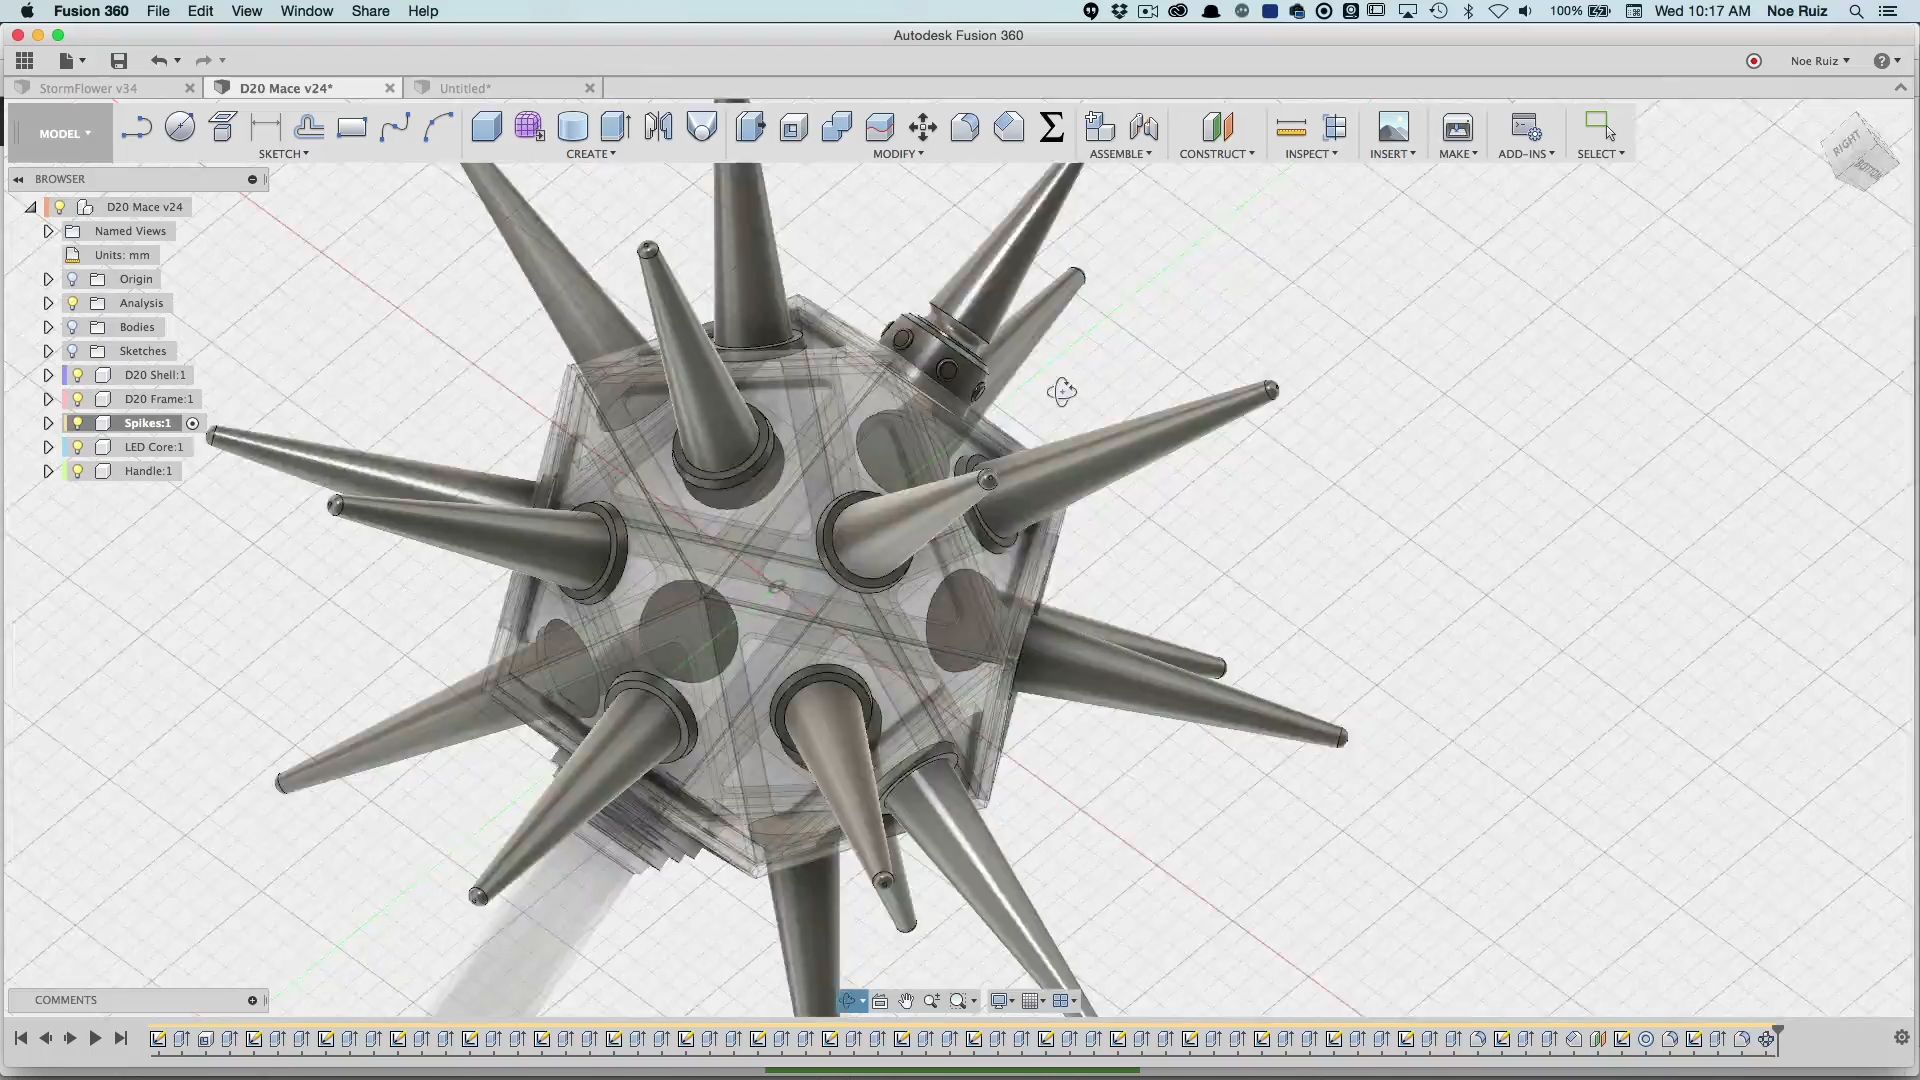 Fusion 360 File Edit View Window Share Help 100% Wed 10:17 AM Noe Ruiz
Autodesk Fusion 360
Noe Ruiz
StormFlower v34 D20 Mace v24* Untitled*
MODEL SKETCH CREATE MODIFY ASSEMBLE CONSTRUCT INSPECT INSERT MAKE ADD-INS SELECT
RIGHT
BOTTOM
BROWSER
D20 Mace v24
Named Views
Units: mm
Origin
Analysis
Bodies
Sketches
D20 Shell:1
D20 Frame:1
Spikes:1
LED Core:1
Handle:1
COMMENTS